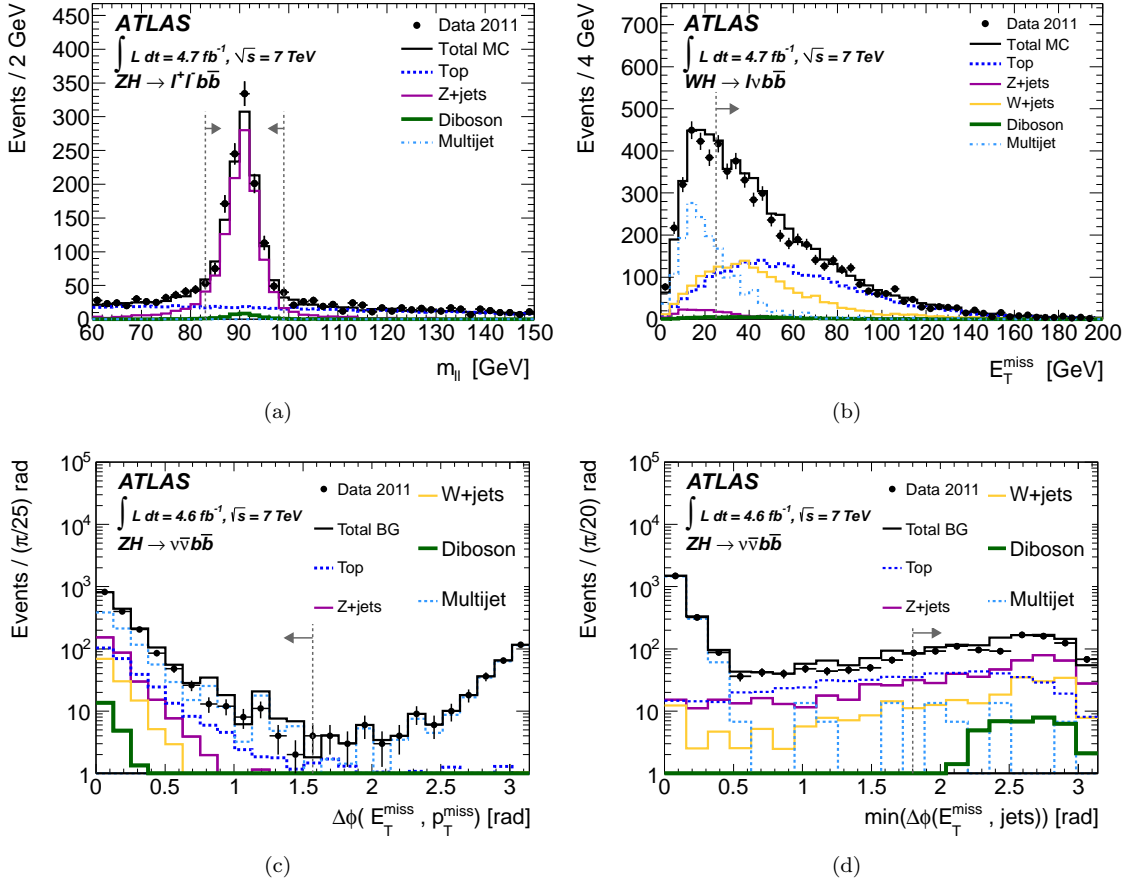 ATLAS
∫ L dt = 4.7 fb⁻¹, √s = 7 TeV
ZH → l⁺l⁻bb̅
Data 2011
Total MC
Top
Z+jets
Diboson
Multijet
Events / 2 GeV
450
400
350
300
250
200
150
100
50
0
60 70 80 90 100 110 120 130 140 150
m_ll [GeV]
(a)
ATLAS
∫ L dt = 4.7 fb⁻¹, √s = 7 TeV
WH → lνbb̅
Data 2011
Total MC
Top
Z+jets
W+jets
Diboson
Multijet
Events / 4 GeV
700
600
500
400
300
200
100
0
0 20 40 60 80 100 120 140 160 180 200
E_T^miss [GeV]
(b)
ATLAS
∫ L dt = 4.6 fb⁻¹, √s = 7 TeV
ZH → νν̅bb̅
Data 2011
Total BG
Top
Z+jets
W+jets
Diboson
Multijet
Events / (π/25) rad
10⁵
10⁴
10³
10²
10
1
0 0.5 1 1.5 2 2.5 3
Δϕ( E_T^miss , p_T^miss ) [rad]
(c)
ATLAS
∫ L dt = 4.6 fb⁻¹, √s = 7 TeV
ZH → νν̅bb̅
Data 2011
Total BG
Top
Z+jets
W+jets
Diboson
Multijet
Events / (π/20) rad
10⁵
10⁴
10³
10²
10
1
0 0.5 1 1.5 2 2.5 3
min(Δϕ(E_T^miss , jets)) [rad]
(d)